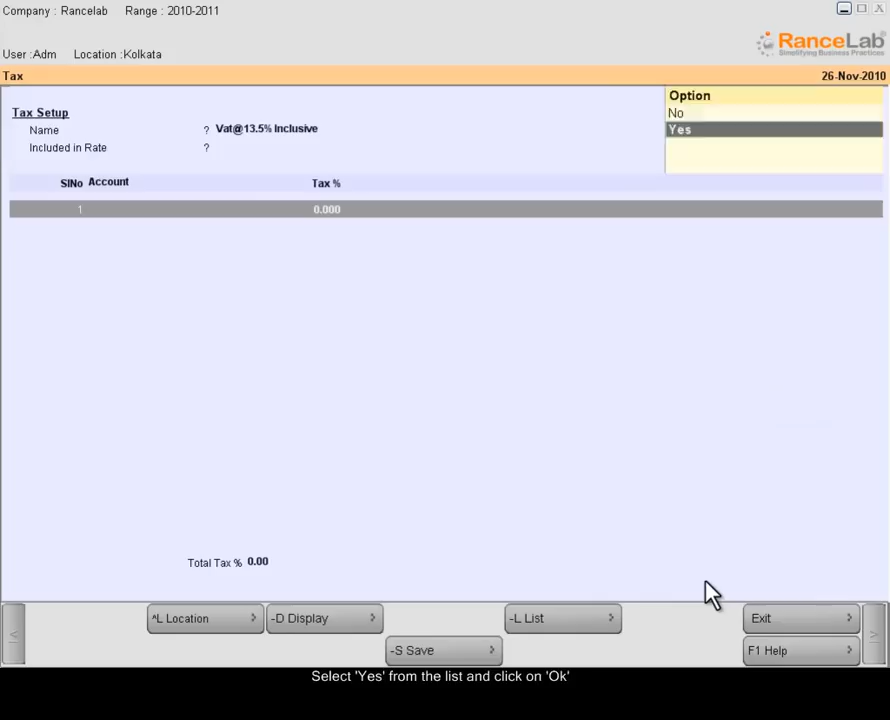 Company : Rancelab Range : 2010-2011
User :Adm Location :Kolkata
RanceLab
Simplifying Business Practices
Tax 26-Nov-2010
Option
No
Yes
Tax Setup
Name ? Vat@13.5% Inclusive
Included in Rate ?
SlNo Account Tax %
1 0.000
Total Tax % 0.00
< ^L Location > -D Display > -L List > Exit > >
-S Save > F1 Help >
Select 'Yes' from the list and click on 'Ok'